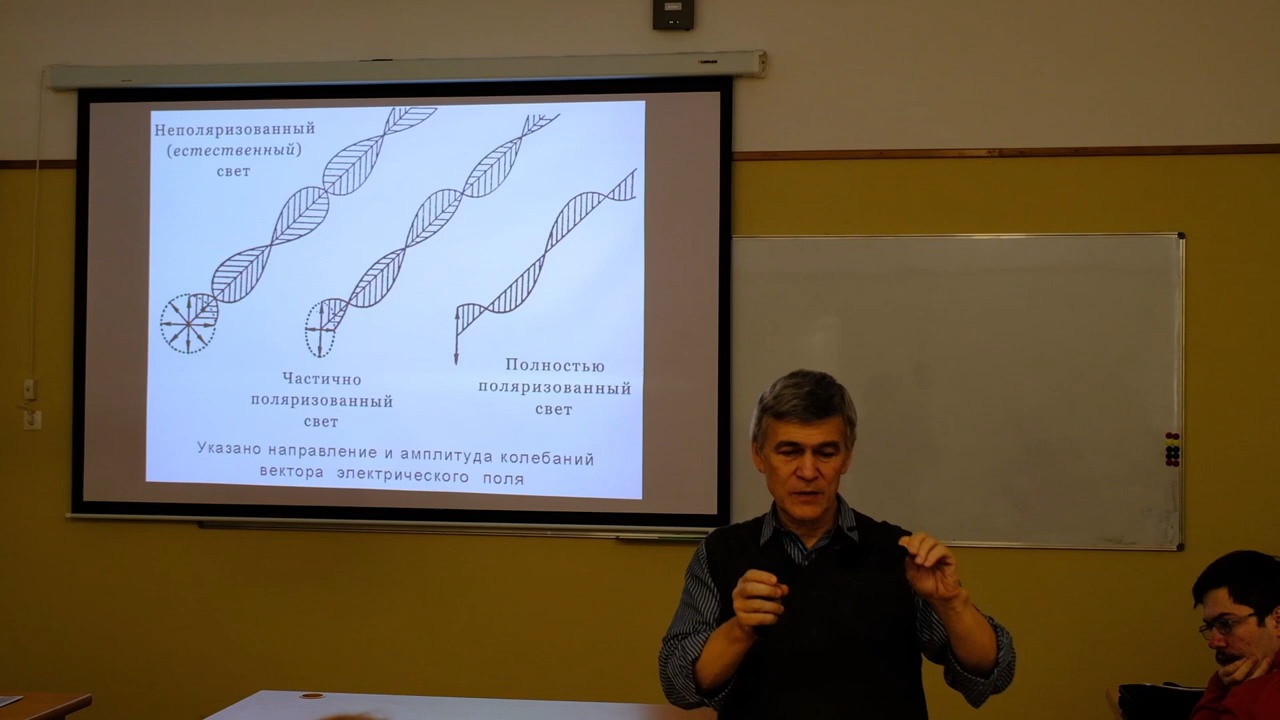 Неполяризованный
(естественный)
свет
Частично
поляризованный
свет
Полностью
поляризованный
свет
Указано направление и амплитуда колебаний
вектора электрического поля